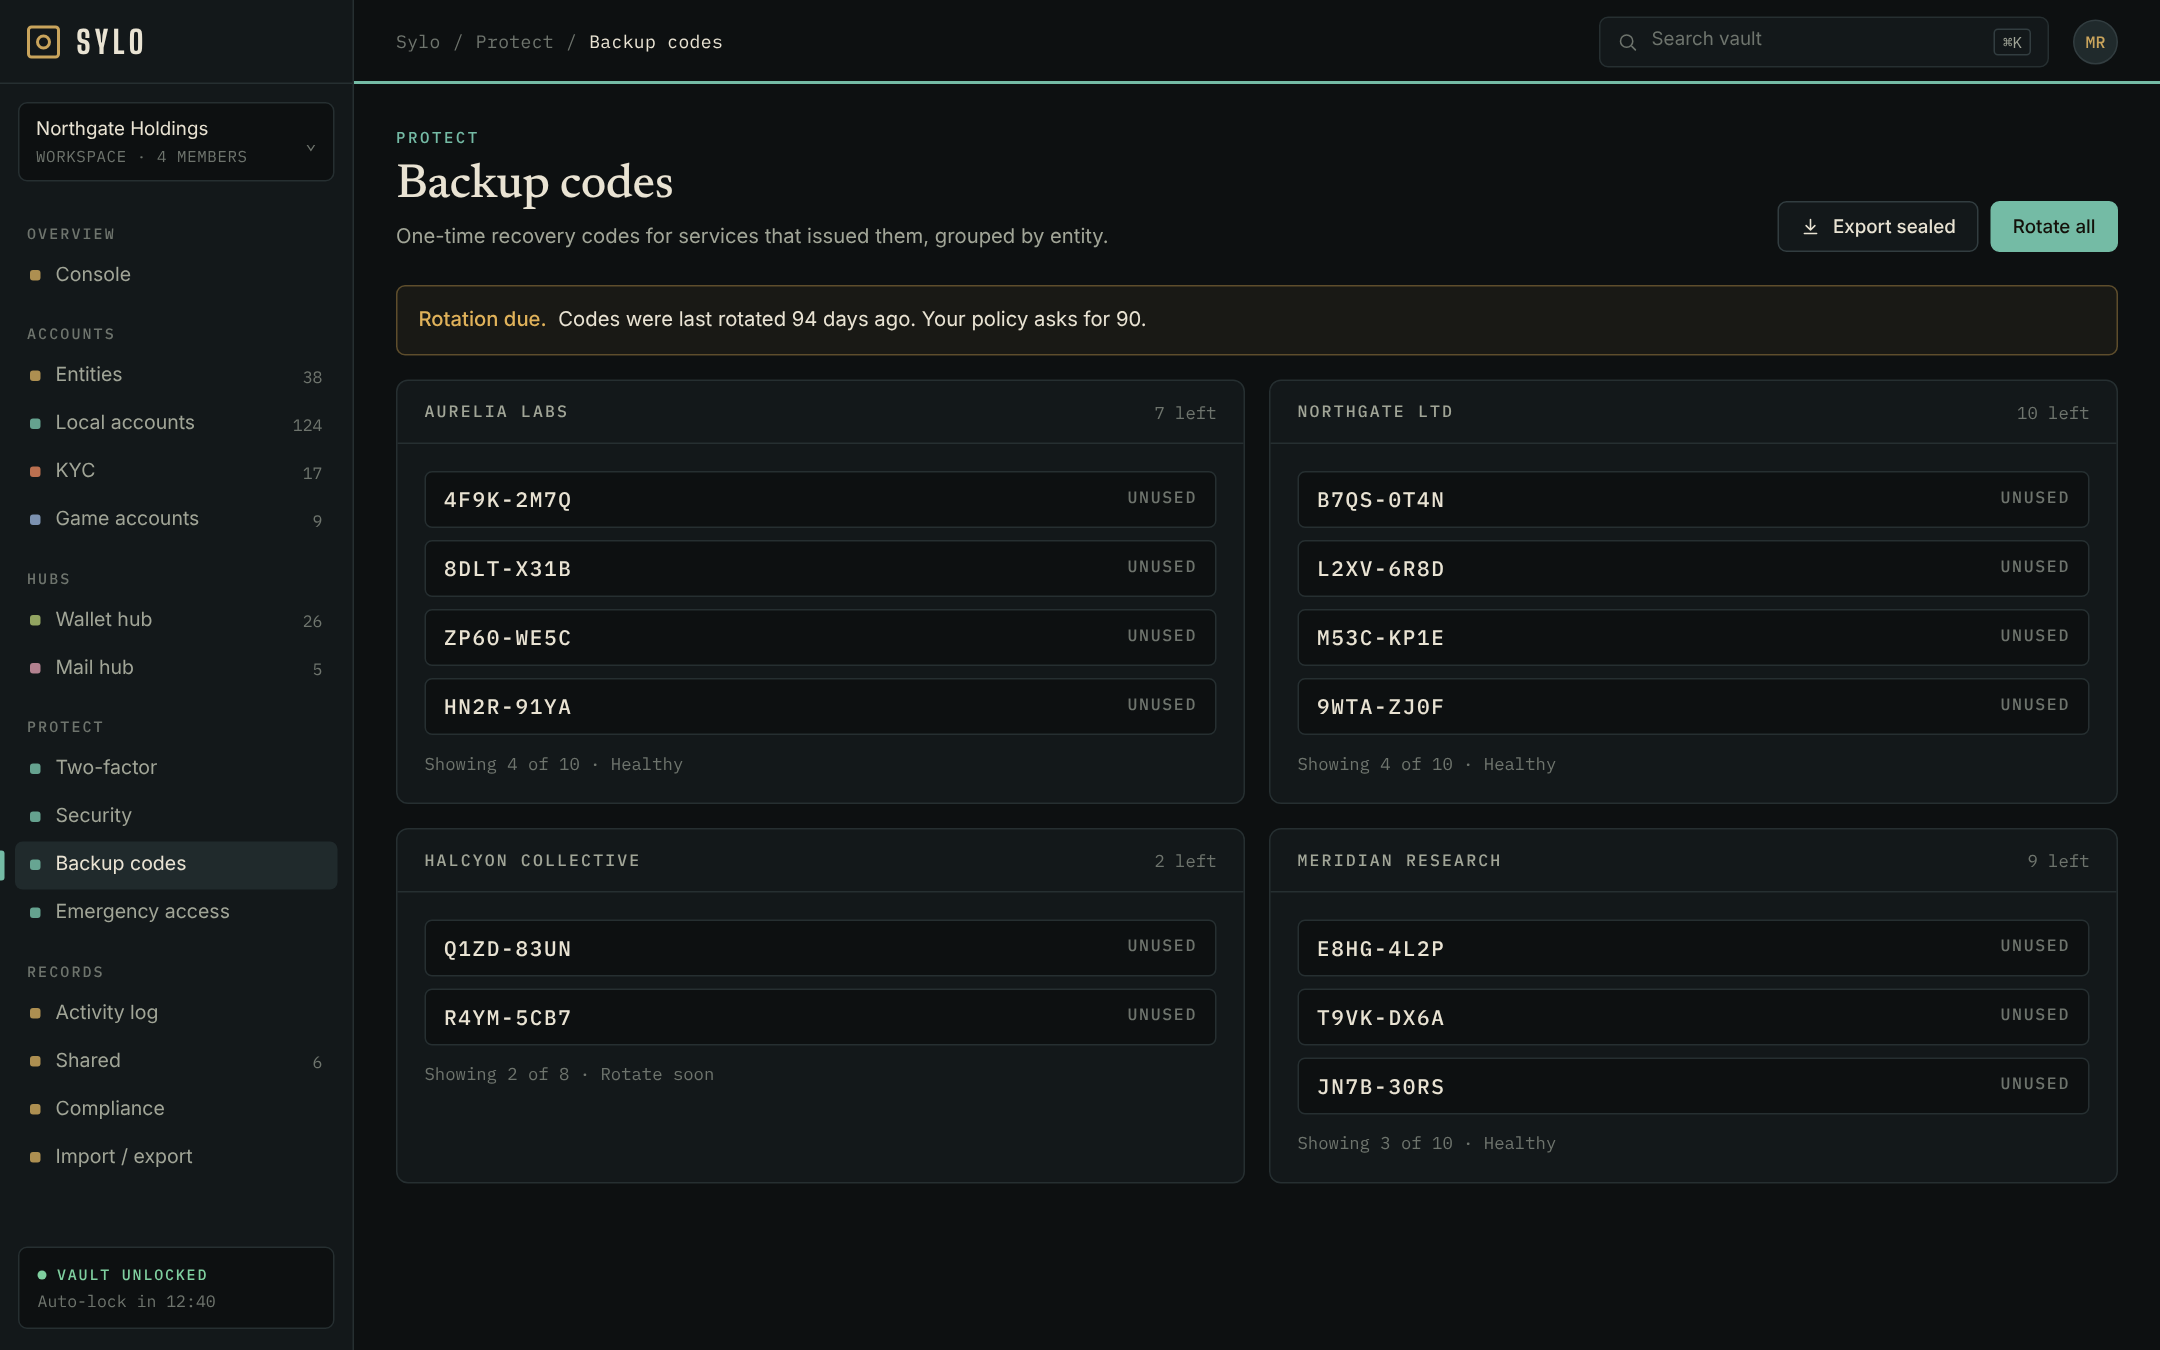 SYLO
Northgate Holdings
WORKSPACE · 4 MEMBERS
OVERVIEW
Console
ACCOUNTS
Entities 38
Local accounts 124
KYC 17
Game accounts 9
HUBS
Wallet hub 26
Mail hub 5
PROTECT
Two-factor
Security
Backup codes
Emergency access
RECORDS
Activity log
Shared 6
Compliance
Import / export
VAULT UNLOCKED
Auto-lock in 12:40
Sylo / Protect / Backup codes
Search vault ⌘K
MR
PROTECT
Backup codes
One-time recovery codes for services that issued them, grouped by entity.
Export sealed
Rotate all
Rotation due. Codes were last rotated 94 days ago. Your policy asks for 90.
AURELIA LABS 7 left
4F9K-2M7Q UNUSED
8DLT-X31B UNUSED
ZP60-WE5C UNUSED
HN2R-91YA UNUSED
Showing 4 of 10 · Healthy
NORTHGATE LTD 10 left
B7QS-0T4N UNUSED
L2XV-6R8D UNUSED
M53C-KP1E UNUSED
9WTA-ZJ0F UNUSED
Showing 4 of 10 · Healthy
HALCYON COLLECTIVE 2 left
Q1ZD-83UN UNUSED
R4YM-5CB7 UNUSED
Showing 2 of 8 · Rotate soon
MERIDIAN RESEARCH 9 left
E8HG-4L2P UNUSED
T9VK-DX6A UNUSED
JN7B-30RS UNUSED
Showing 3 of 10 · Healthy